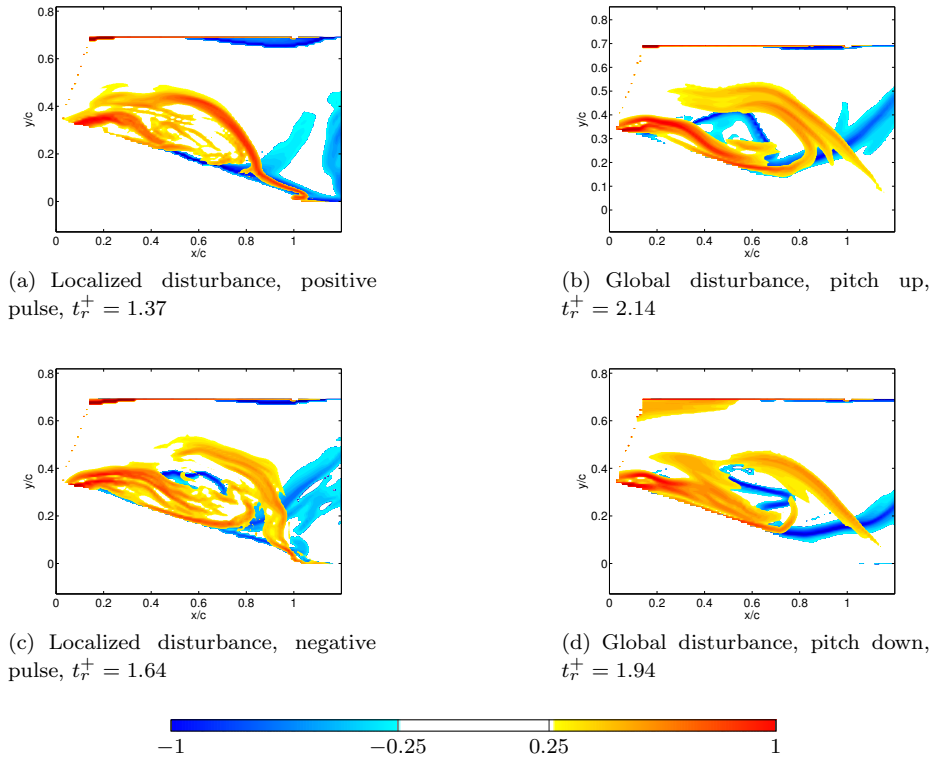 0.8
0.6
0.4
0.2
0
y/c
0 0.2 0.4 0.6 0.8 1
x/c
(a) Localized disturbance, positive
pulse, $t_r^+ = 1.37$
0.8
0.7
0.6
0.5
0.4
0.3
0.2
0.1
0
y/c
0 0.2 0.4 0.6 0.8 1
x/c
(b) Global disturbance, pitch up,
$t_r^+ = 2.14$
0.8
0.6
0.4
0.2
0
y/c
0 0.2 0.4 0.6 0.8 1
x/c
(c) Localized disturbance, negative
pulse, $t_r^+ = 1.64$
0.8
0.6
0.4
0.2
0
y/c
0 0.2 0.4 0.6 0.8 1
x/c
(d) Global disturbance, pitch down,
$t_r^+ = 1.94$
−1 −0.25 0.25 1